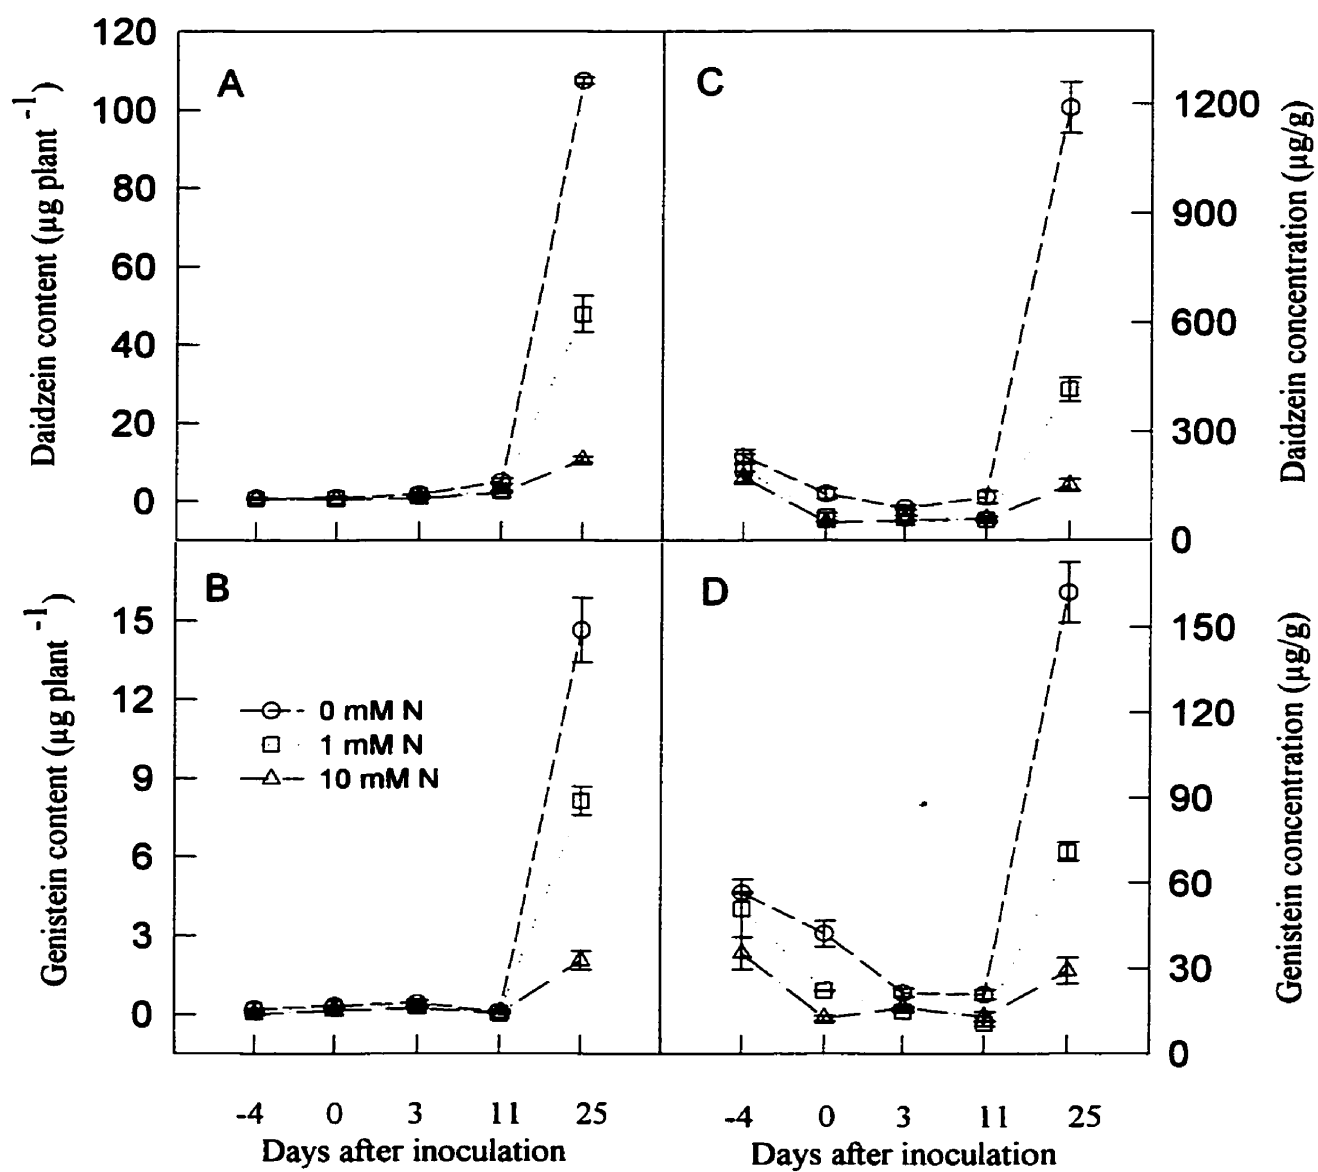 A
C
B
D
Daidzein content (µg plant -1)
120
100
80
60
40
20
0
Genistein content (µg plant -1)
15
12
9
6
3
0
0 mM N
1 mM N
10 mM N
-4 0 3 11 25
Days after inoculation
1200
900
600
300
0
Daidzein concentration (µg/g)
150
120
90
60
30
0
Genistein concentration (µg/g)
-4 0 3 11 25
Days after inoculation